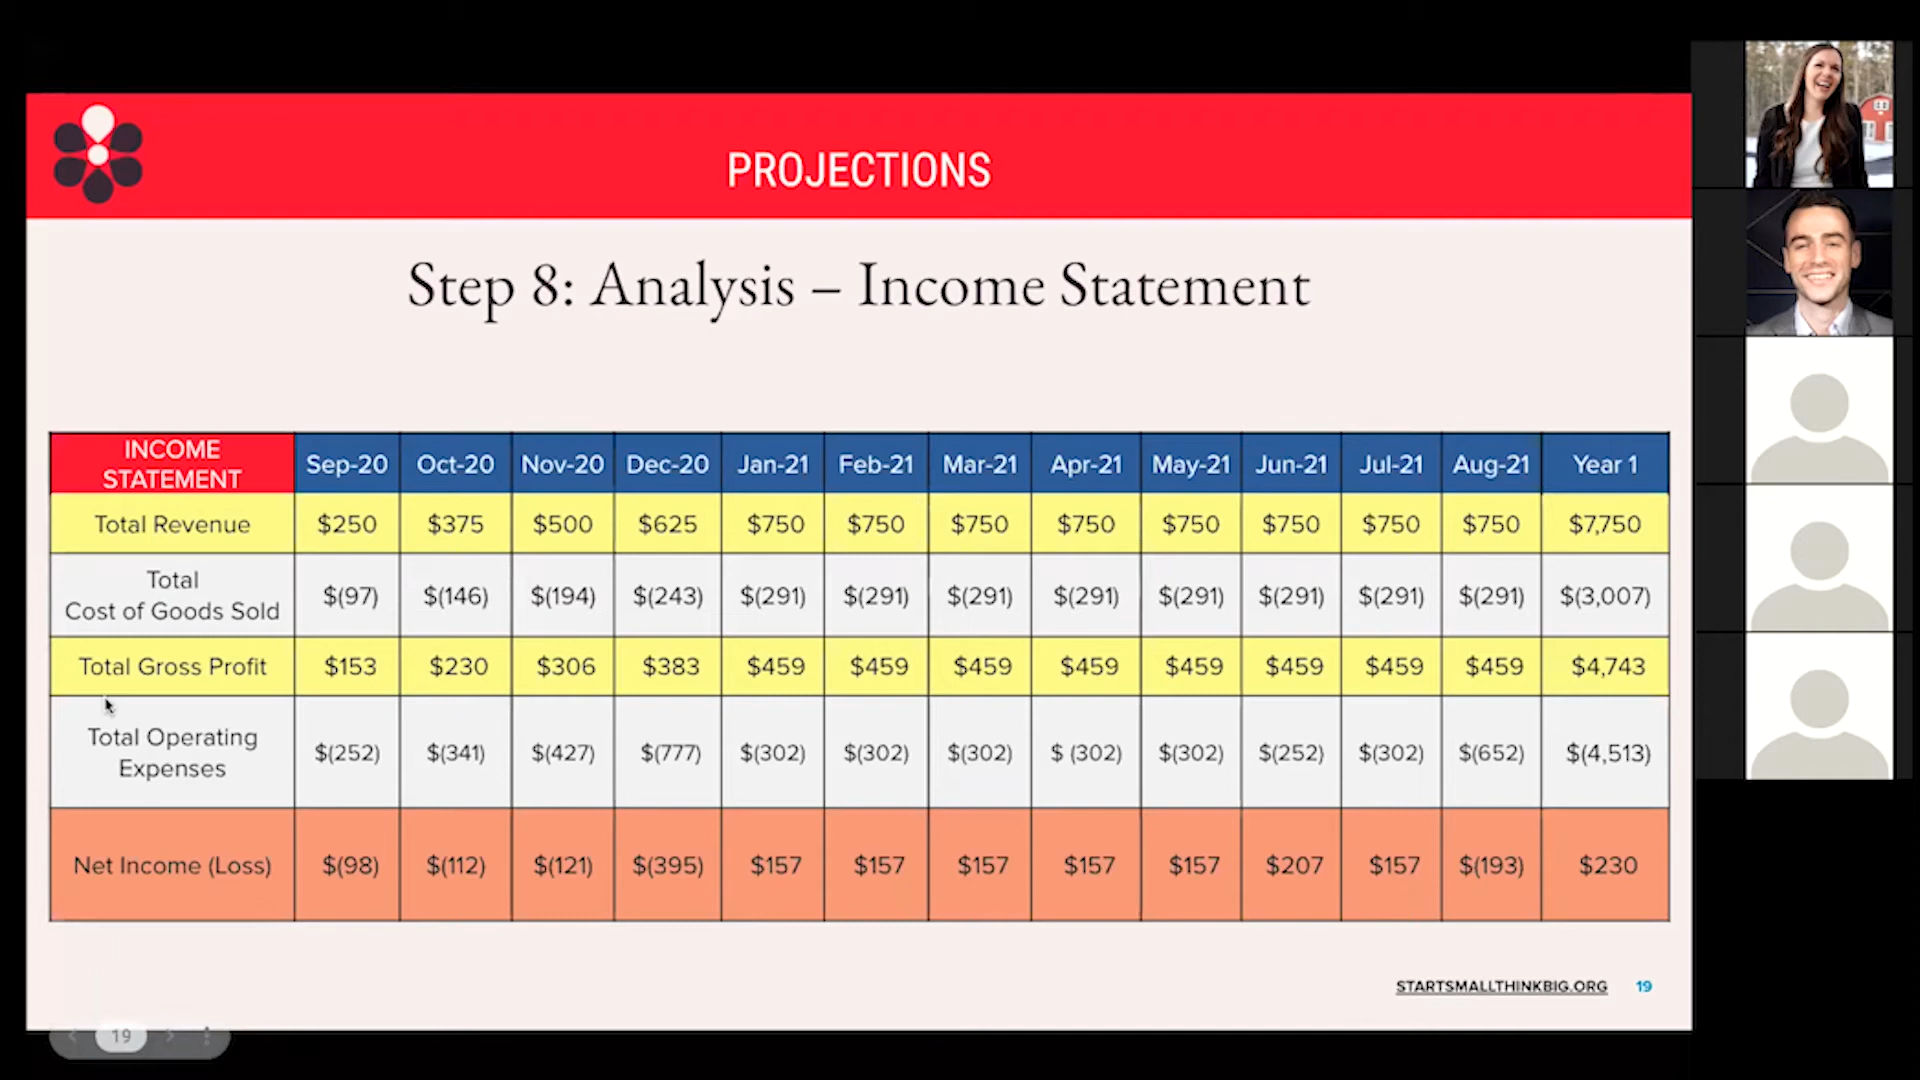 PROJECTIONS
Step 8: Analysis – Income Statement
INCOME STATEMENT Sep-20 Oct-20 Nov-20 Dec-20 Jan-21 Feb-21 Mar-21 Apr-21 May-21 Jun-21 Jul-21 Aug-21 Year 1
Total Revenue $250 $375 $500 $625 $750 $750 $750 $750 $750 $750 $750 $750 $7,750
Total Cost of Goods Sold $(97) $(146) $(194) $(243) $(291) $(291) $(291) $(291) $(291) $(291) $(291) $(291) $(3,007)
Total Gross Profit $153 $230 $306 $383 $459 $459 $459 $459 $459 $459 $459 $459 $4,743
Total Operating Expenses $(252) $(341) $(427) $(777) $(302) $(302) $(302) $ (302) $(302) $(252) $(302) $(652) $(4,513)
Net Income (Loss) $(98) $(112) $(121) $(395) $157 $157 $157 $157 $157 $207 $157 $(193) $230
STARTSMALLTHINKBIG.ORG 19
19